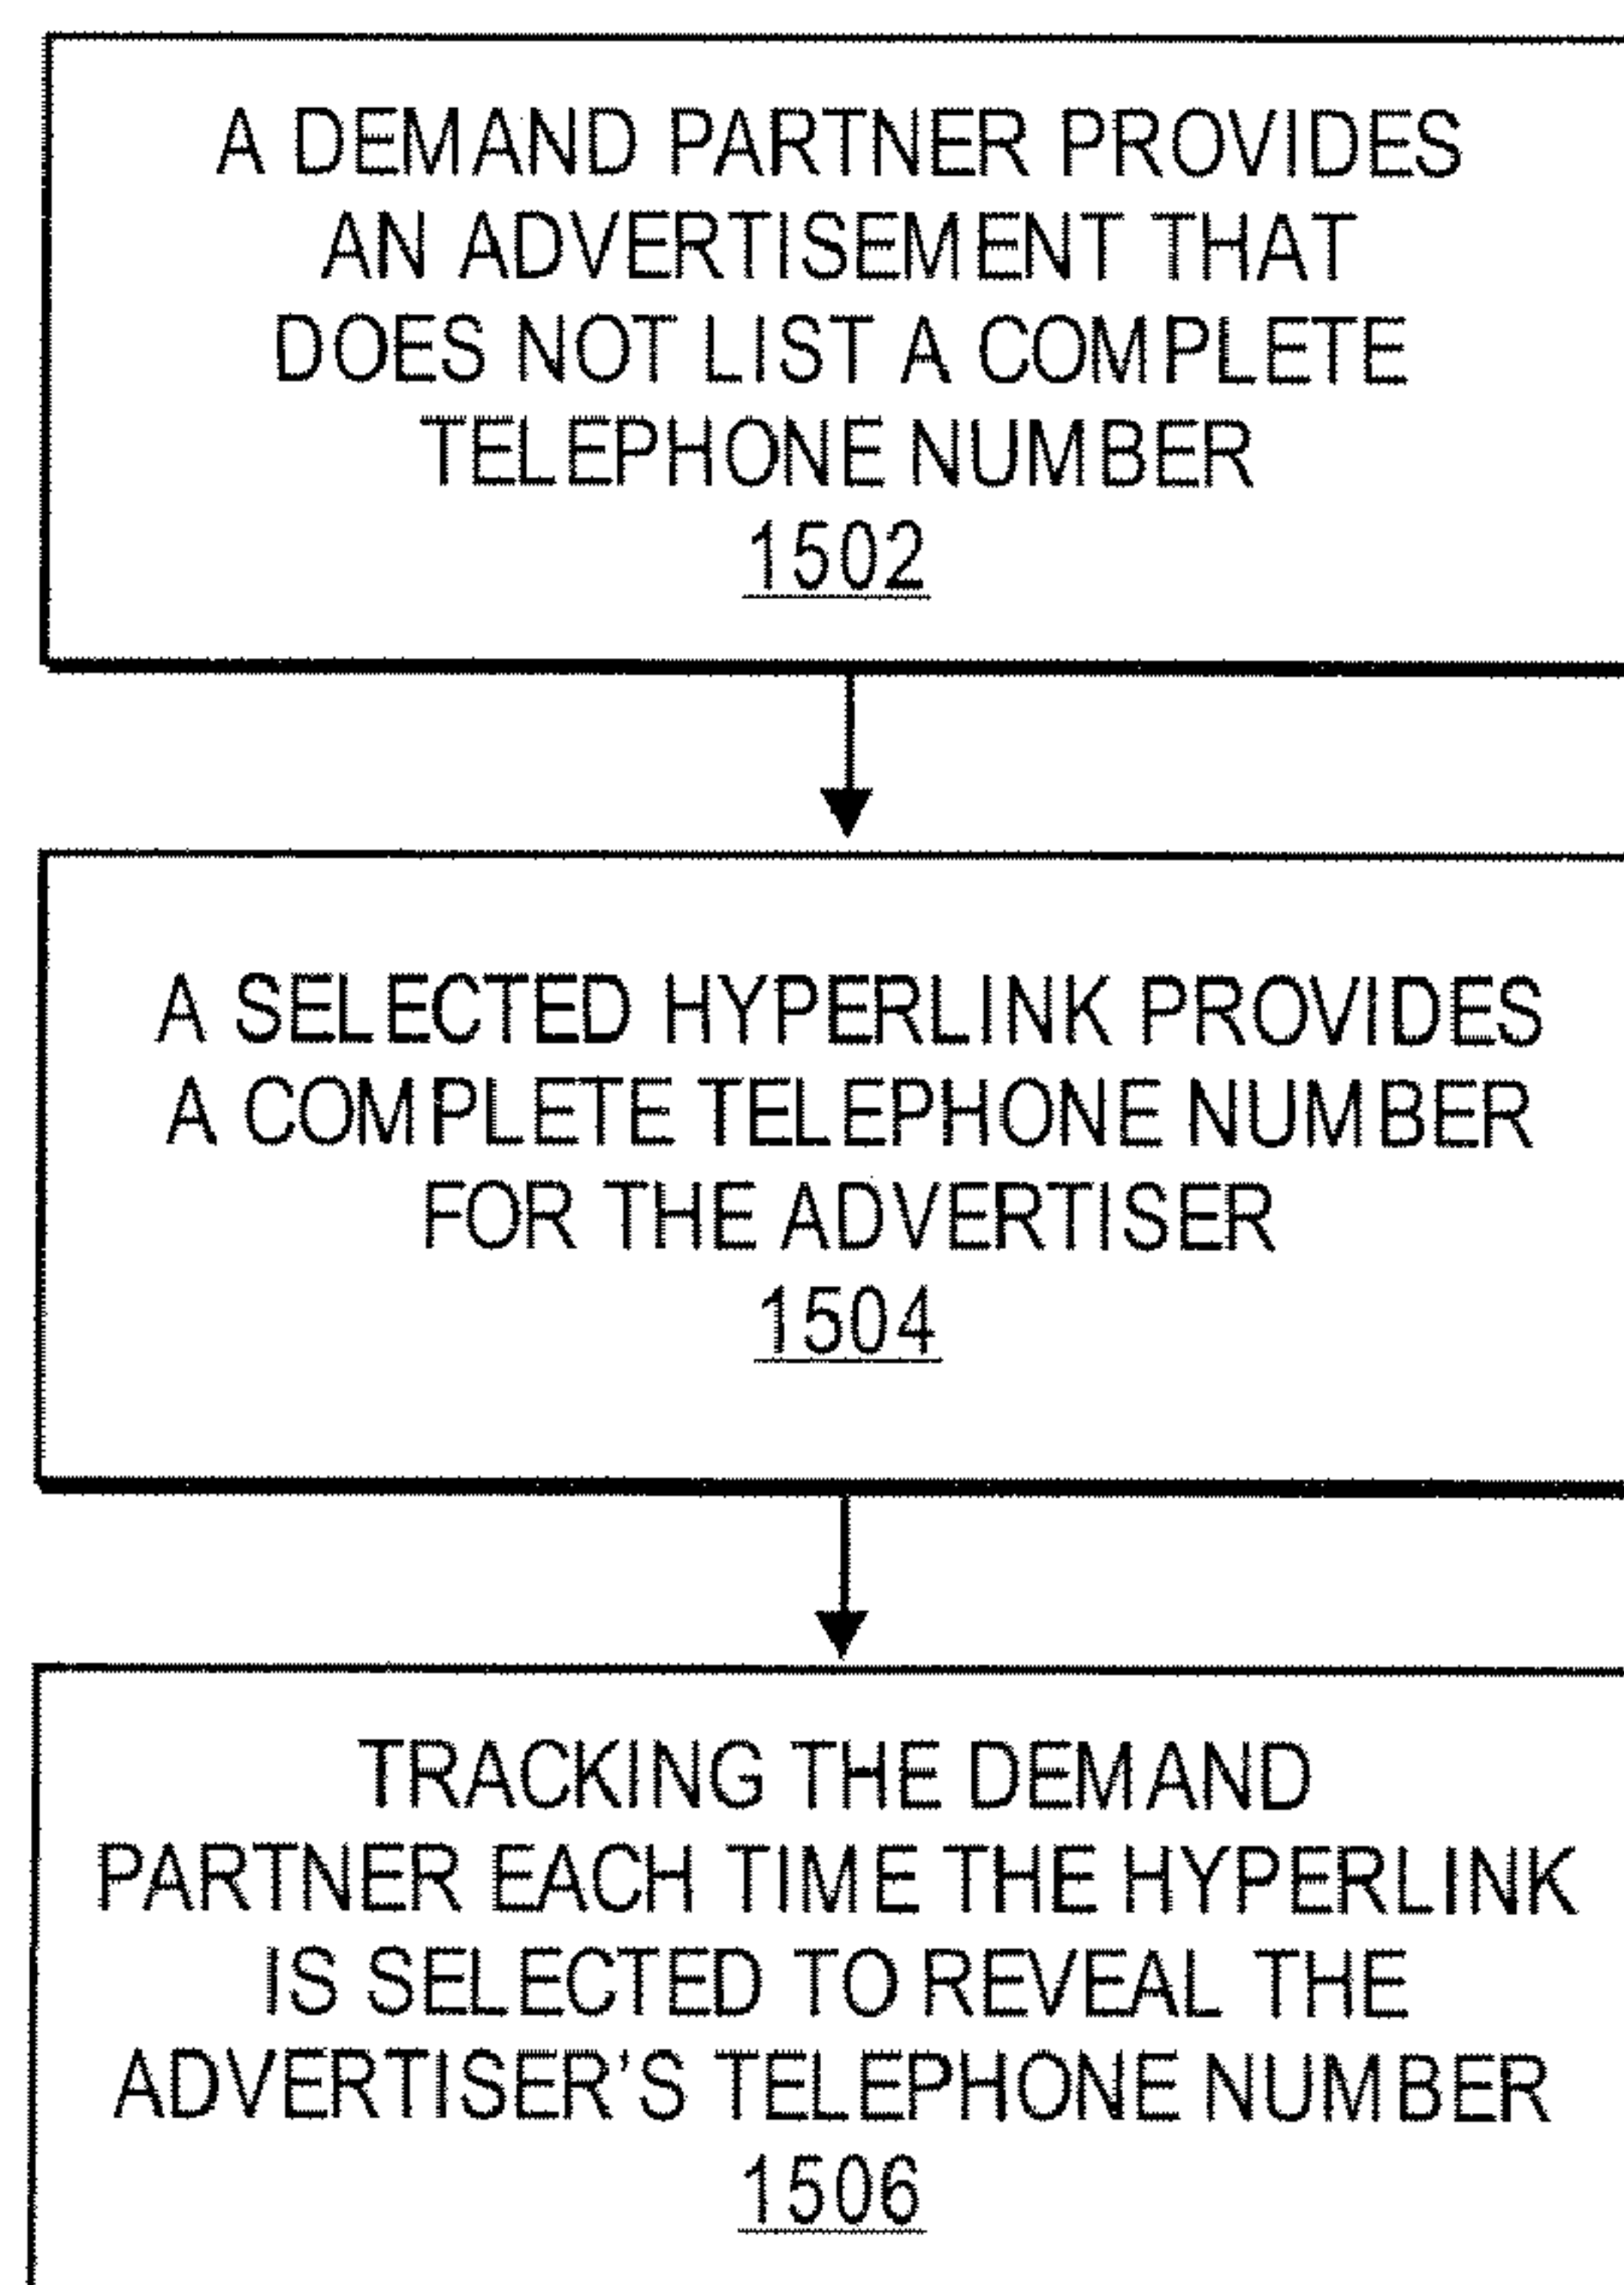 A DEMAND PARTNER PROVIDES
AN ADVERTISEMENT THAT
DOES NOT LIST A COMPLETE
TELEPHONE NUMBER
1502
A SELECTED HYPERLINK PROVIDES
A COMPLETE TELEPHONE NUMBER
FOR THE ADVERTISER
1504
TRACKING THE DEMAND
PARTNER EACH TIME THE HYPERLINK
IS SELECTED TO REVEAL THE
ADVERTISER'S TELEPHONE NUMBER
1506